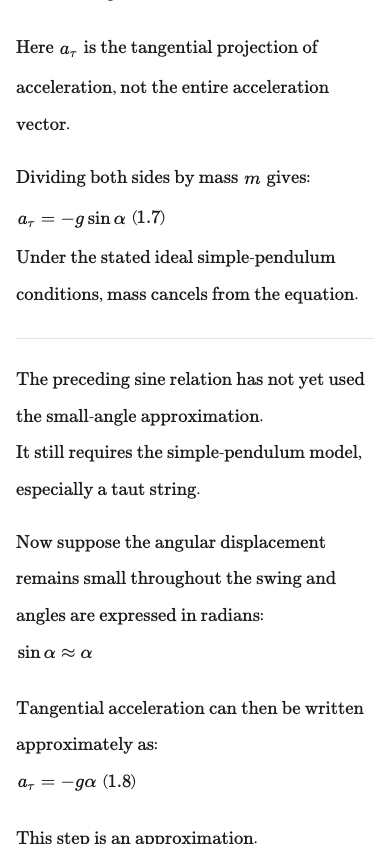 Here aτ is the tangential projection of
acceleration, not the entire acceleration
vector.
Dividing both sides by mass m gives:
aτ = −g sin α (1.7)
Under the stated ideal simple-pendulum
conditions, mass cancels from the equation.
The preceding sine relation has not yet used
the small-angle approximation.
It still requires the simple-pendulum model,
especially a taut string.
Now suppose the angular displacement
remains small throughout the swing and
angles are expressed in radians:
sin α ≈ α
Tangential acceleration can then be written
approximately as:
aτ = −gα (1.8)
This step is an approximation.